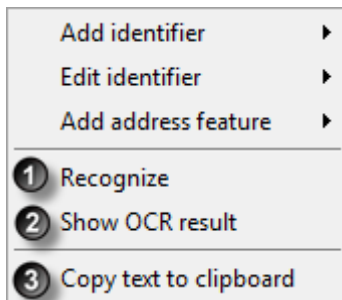 Add identifier
Edit identifier
Add address feature
1 Recognize
2 Show OCR result
3 Copy text to clipboard